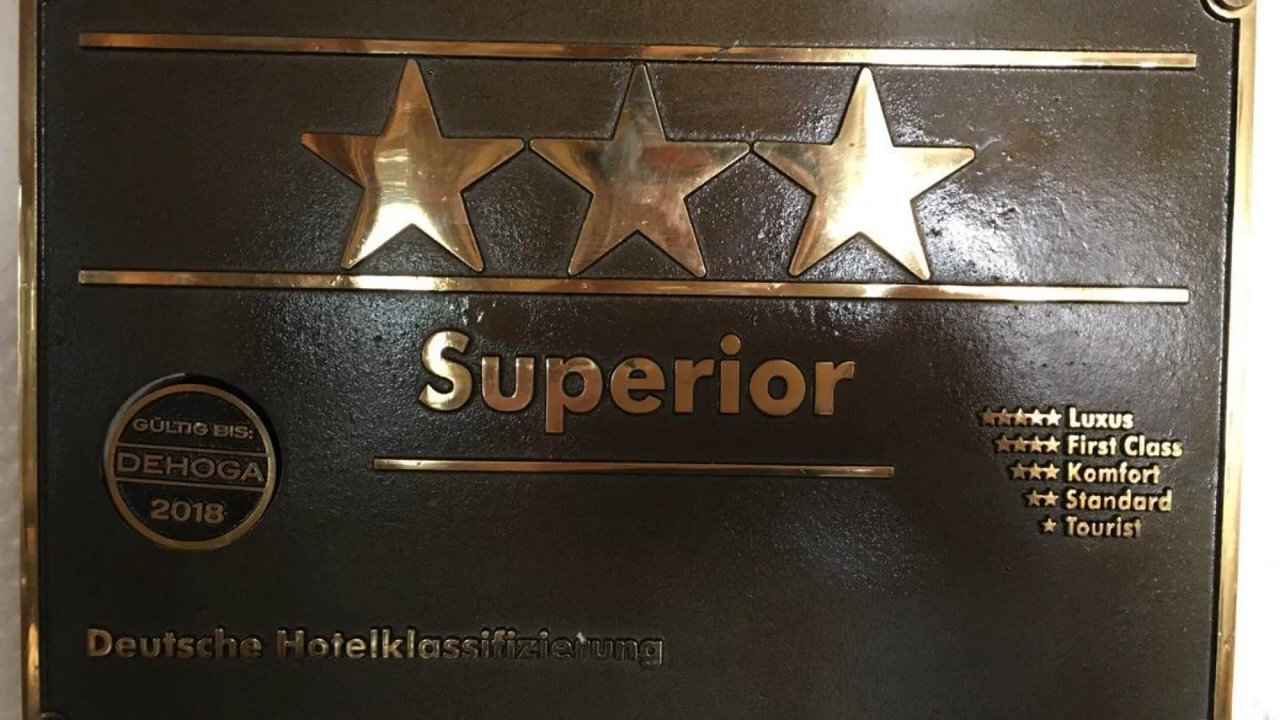 Superior
GÜLTIG BIS:
DEHOGA
2018
★★★★★ Luxus
★★★★ First Class
★★★ Komfort
★★ Standard
★ Tourist
Deutsche Hotelklassifizierung